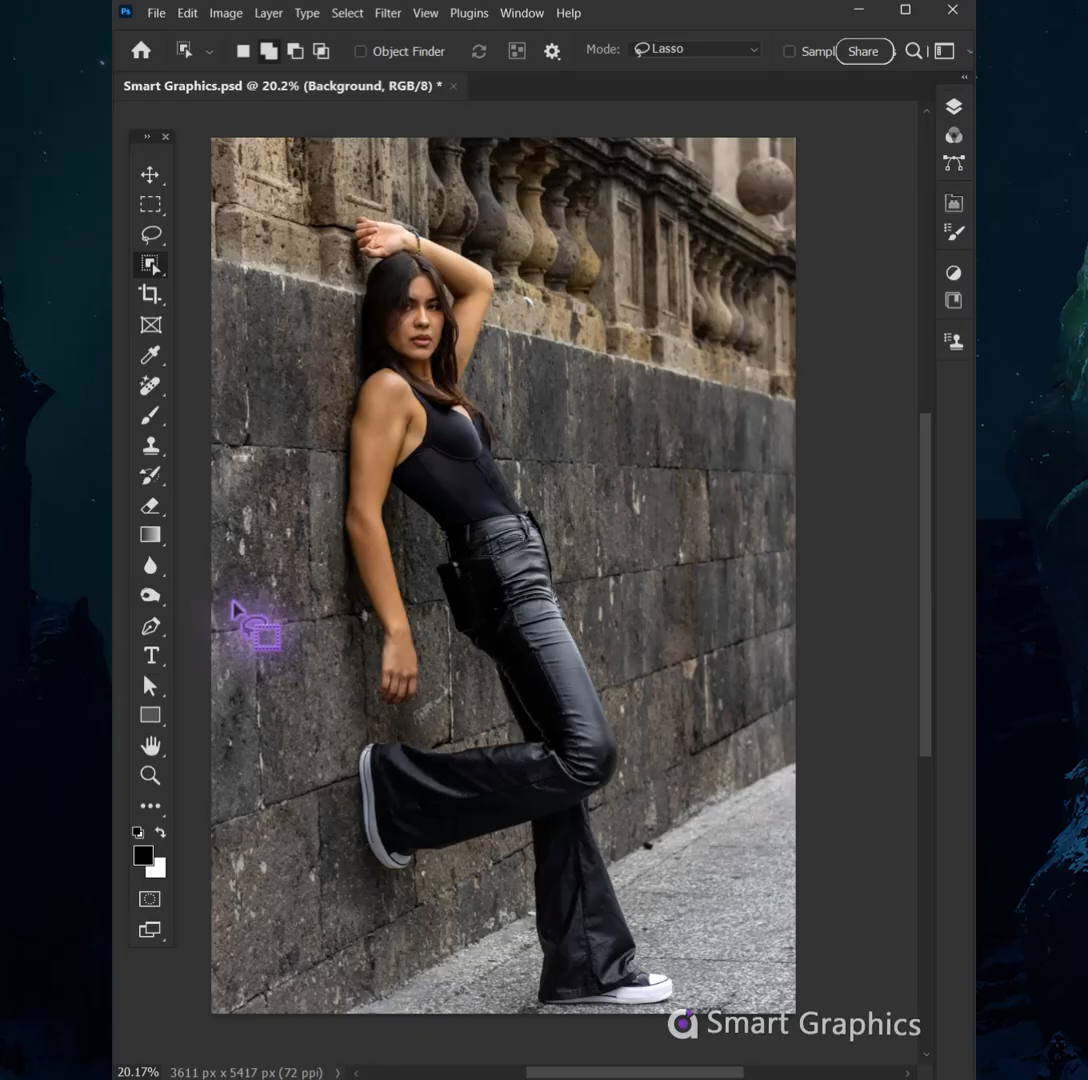 Ps File Edit Image Layer Type Select Filter View Plugins Window Help
Object Finder Mode: Lasso Sampl Share
Smart Graphics.psd @ 20.2% (Background, RGB/8) *
T
Smart Graphics
20.17% 3611 px x 5417 px (72 ppi)